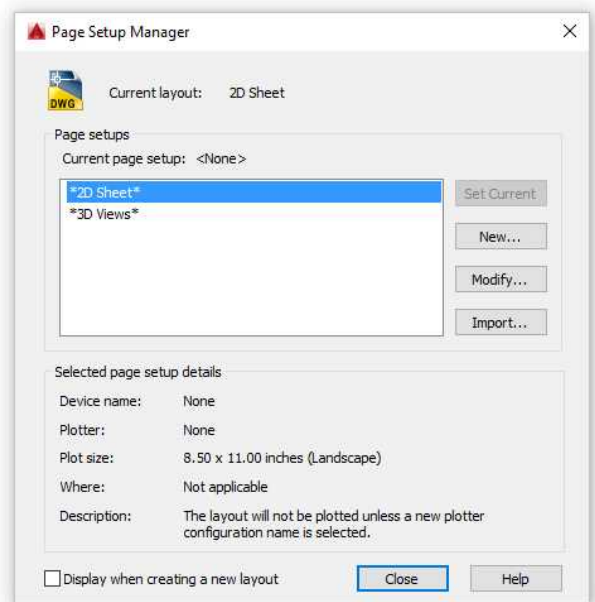 Page Setup Manager
DWG
Current layout: 2D Sheet
Page setups
Current page setup: <None>
*2D Sheet*
*3D Views*
Set Current
New...
Modify...
Import...
Selected page setup details
Device name: None
Plotter: None
Plot size: 8.50 x 11.00 inches (Landscape)
Where: Not applicable
Description: The layout will not be plotted unless a new plotter
configuration name is selected.
Display when creating a new layout
Close
Help